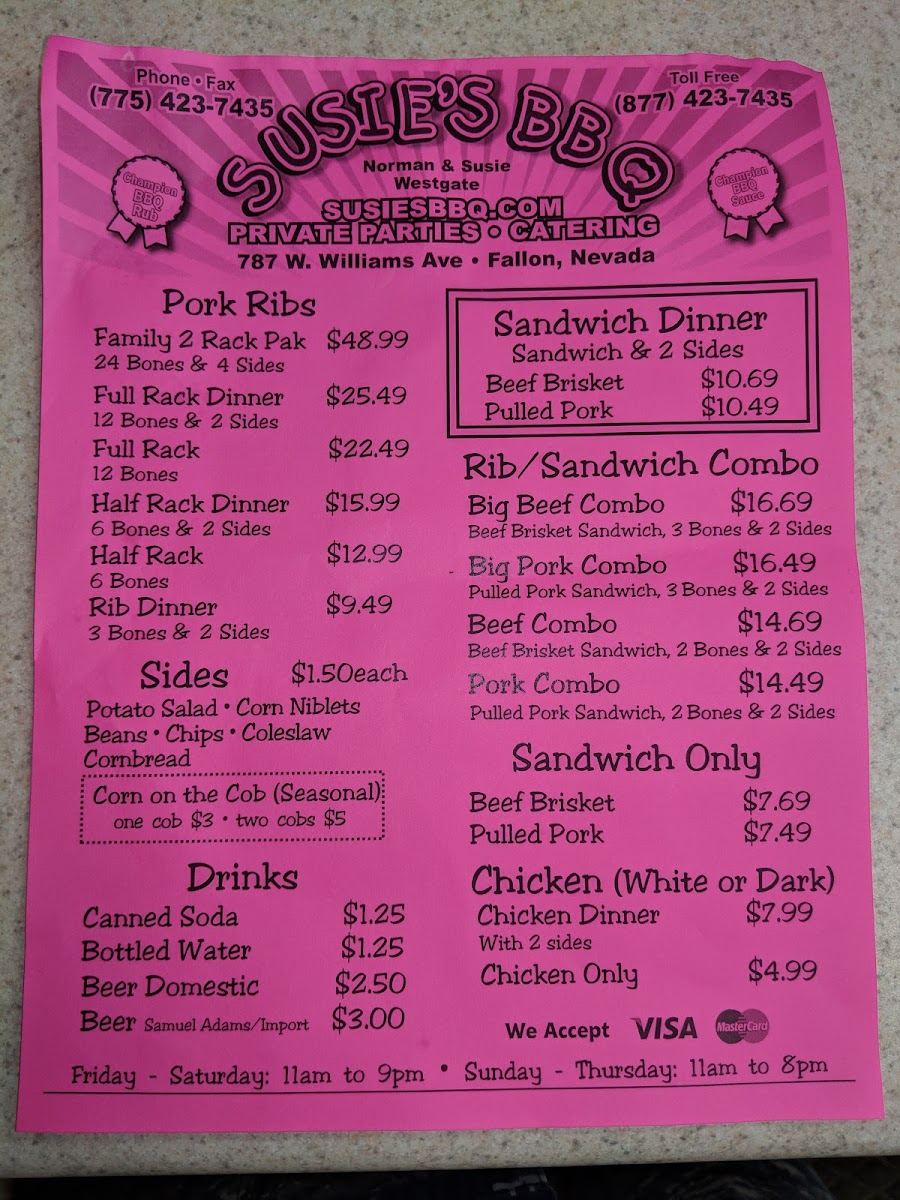 Phone • Fax
(775) 423-7435
Toll Free
(877) 423-7435
SUSIE'S BBQ
Champion
BBQ
Rub
Champion
BBQ
Sauce
Norman & Susie
Westgate
SUSIESBBQ.COM
PRIVATE PARTIES • CATERING
787 W. Williams Ave • Fallon, Nevada
Pork Ribs
Family 2 Rack Pak $48.99
24 Bones & 4 Sides
Full Rack Dinner $25.49
12 Bones & 2 Sides
Full Rack $22.49
12 Bones
Half Rack Dinner $15.99
6 Bones & 2 Sides
Half Rack $12.99
6 Bones
Rib Dinner $9.49
3 Bones & 2 Sides
Sides $1.50each
Potato Salad • Corn Niblets
Beans • Chips • Coleslaw
Cornbread
Corn on the Cob (Seasonal)
one cob $3 • two cobs $5
Drinks
Canned Soda $1.25
Bottled Water $1.25
Beer Domestic $2.50
Beer Samuel Adams/Import $3.00
Sandwich Dinner
Sandwich & 2 Sides
Beef Brisket $10.69
Pulled Pork $10.49
Rib/Sandwich Combo
Big Beef Combo $16.69
Beef Brisket Sandwich, 3 Bones & 2 Sides
Big Pork Combo $16.49
Pulled Pork Sandwich, 3 Bones & 2 Sides
Beef Combo $14.69
Beef Brisket Sandwich, 2 Bones & 2 Sides
Pork Combo $14.49
Pulled Pork Sandwich, 2 Bones & 2 Sides
Sandwich Only
Beef Brisket $7.69
Pulled Pork $7.49
Chicken (White or Dark)
Chicken Dinner $7.99
With 2 sides
Chicken Only $4.99
We Accept VISA MasterCard
Friday - Saturday: 11am to 9pm • Sunday - Thursday: 11am to 8pm